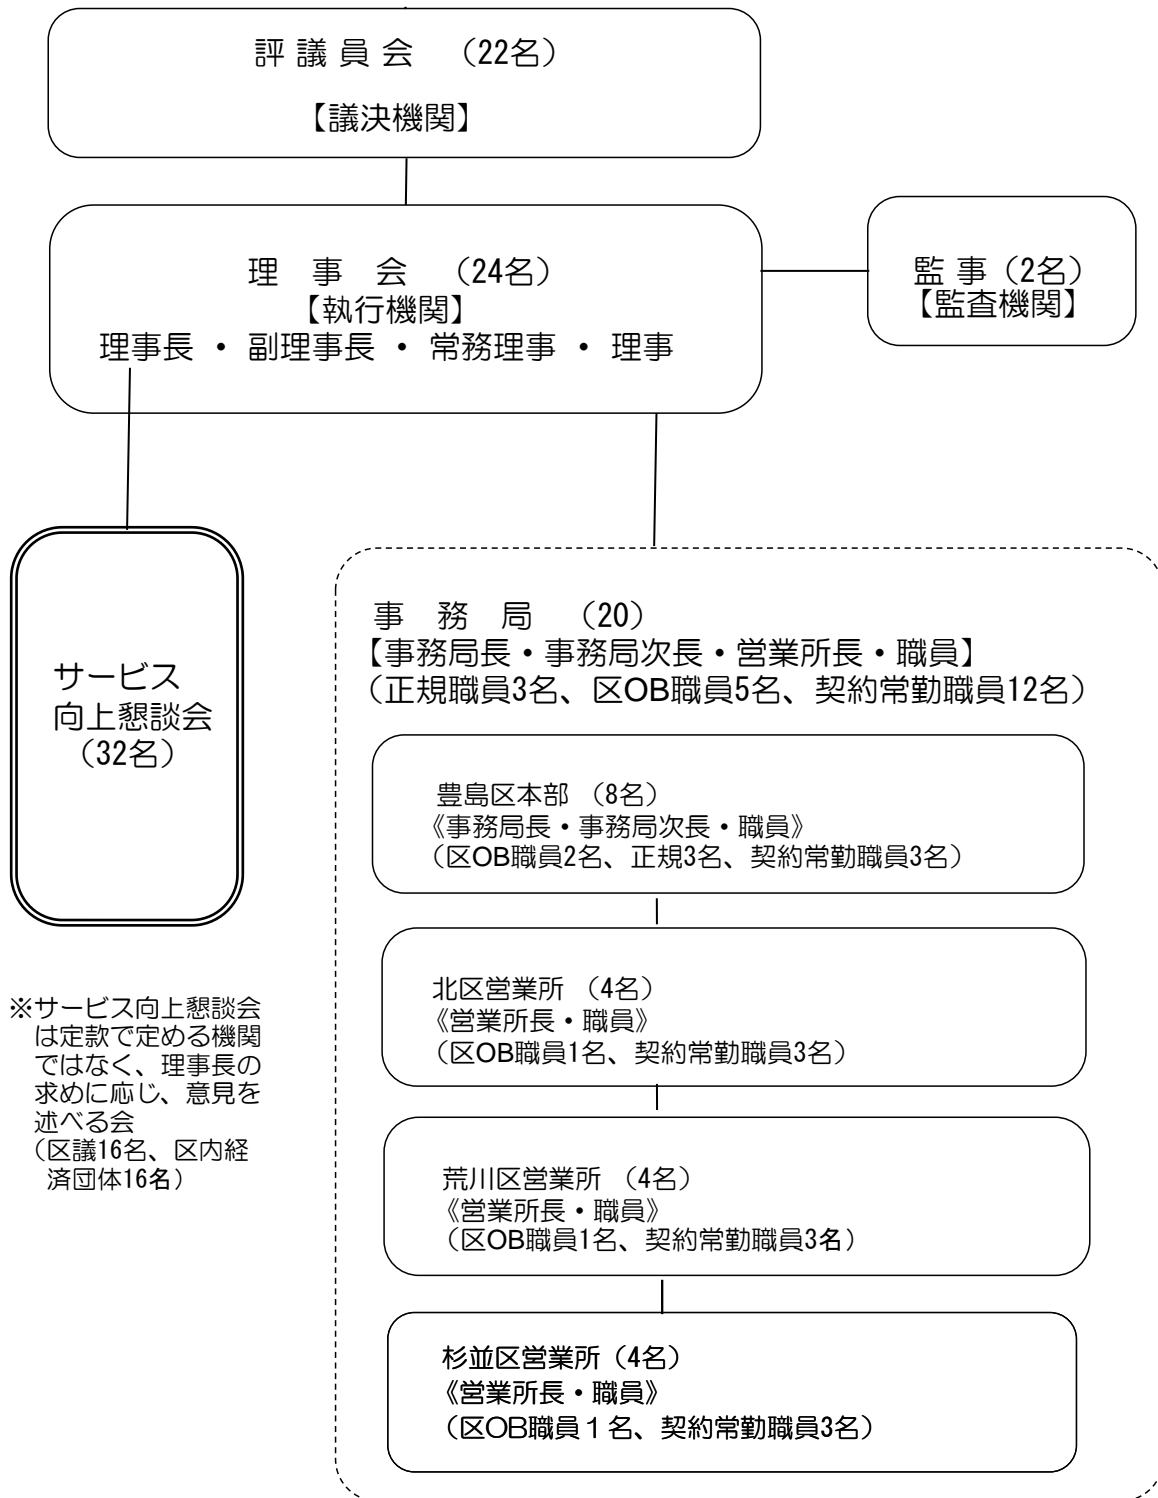 評議員会 (22名)
【議決機関】
理事会 (24名)
【執行機関】
理事長・副理事長・常務理事・理事
監事(2名)
【監査機関】
サービス
向上懇談会
(32名)
※サービス向上懇談会
は定款で定める機関
ではなく、理事長の
求めに応じ、意見を
述べる会
(区議16名、区内経
済団体16名)
事務局 (20)
【事務局長・事務局次長・営業所長・職員】
(正規職員3名、区OB職員5名、契約常勤職員12名)
豊島区本部 (8名)
《事務局長・事務局次長・職員》
(区OB職員2名、正規3名、契約常勤職員3名)
北区営業所 (4名)
《営業所長・職員》
(区OB職員1名、契約常勤職員3名)
荒川区営業所 (4名)
《営業所長・職員》
(区OB職員1名、契約常勤職員3名)
杉並区営業所(4名)
《営業所長・職員》
(区OB職員1名、契約常勤職員3名)